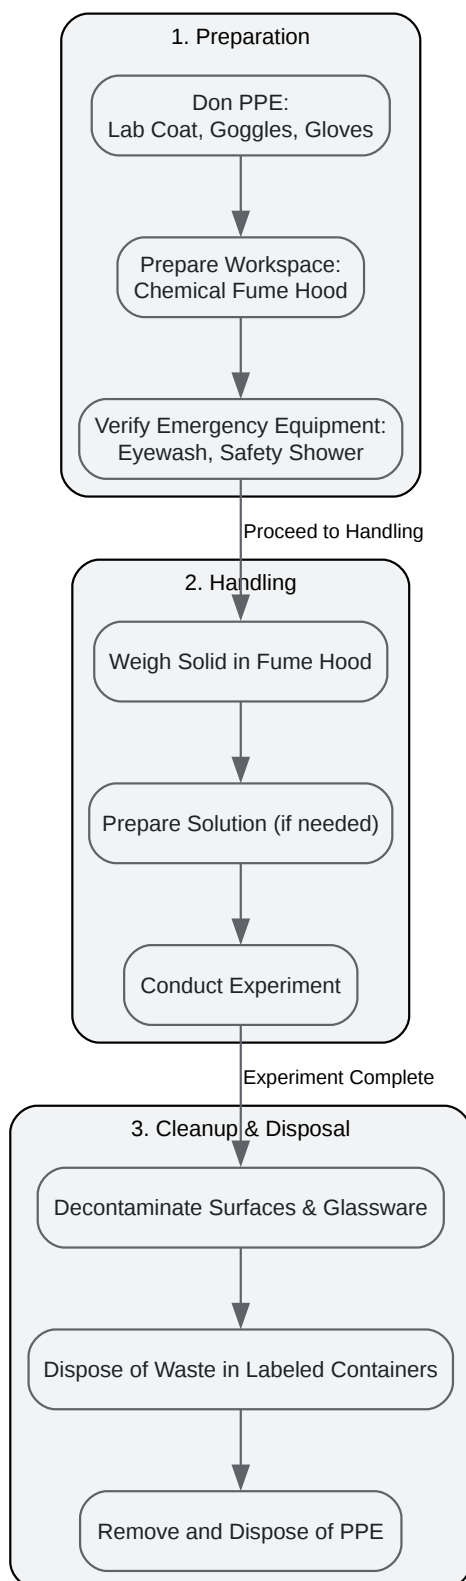 1. Preparation
Don PPE:
Lab Coat, Goggles, Gloves
Prepare Workspace:
Chemical Fume Hood
Verify Emergency Equipment:
Eyewash, Safety Shower
Proceed to Handling
2. Handling
Weigh Solid in Fume Hood
Prepare Solution (if needed)
Conduct Experiment
Experiment Complete
3. Cleanup & Disposal
Decontaminate Surfaces & Glassware
Dispose of Waste in Labeled Containers
Remove and Dispose of PPE